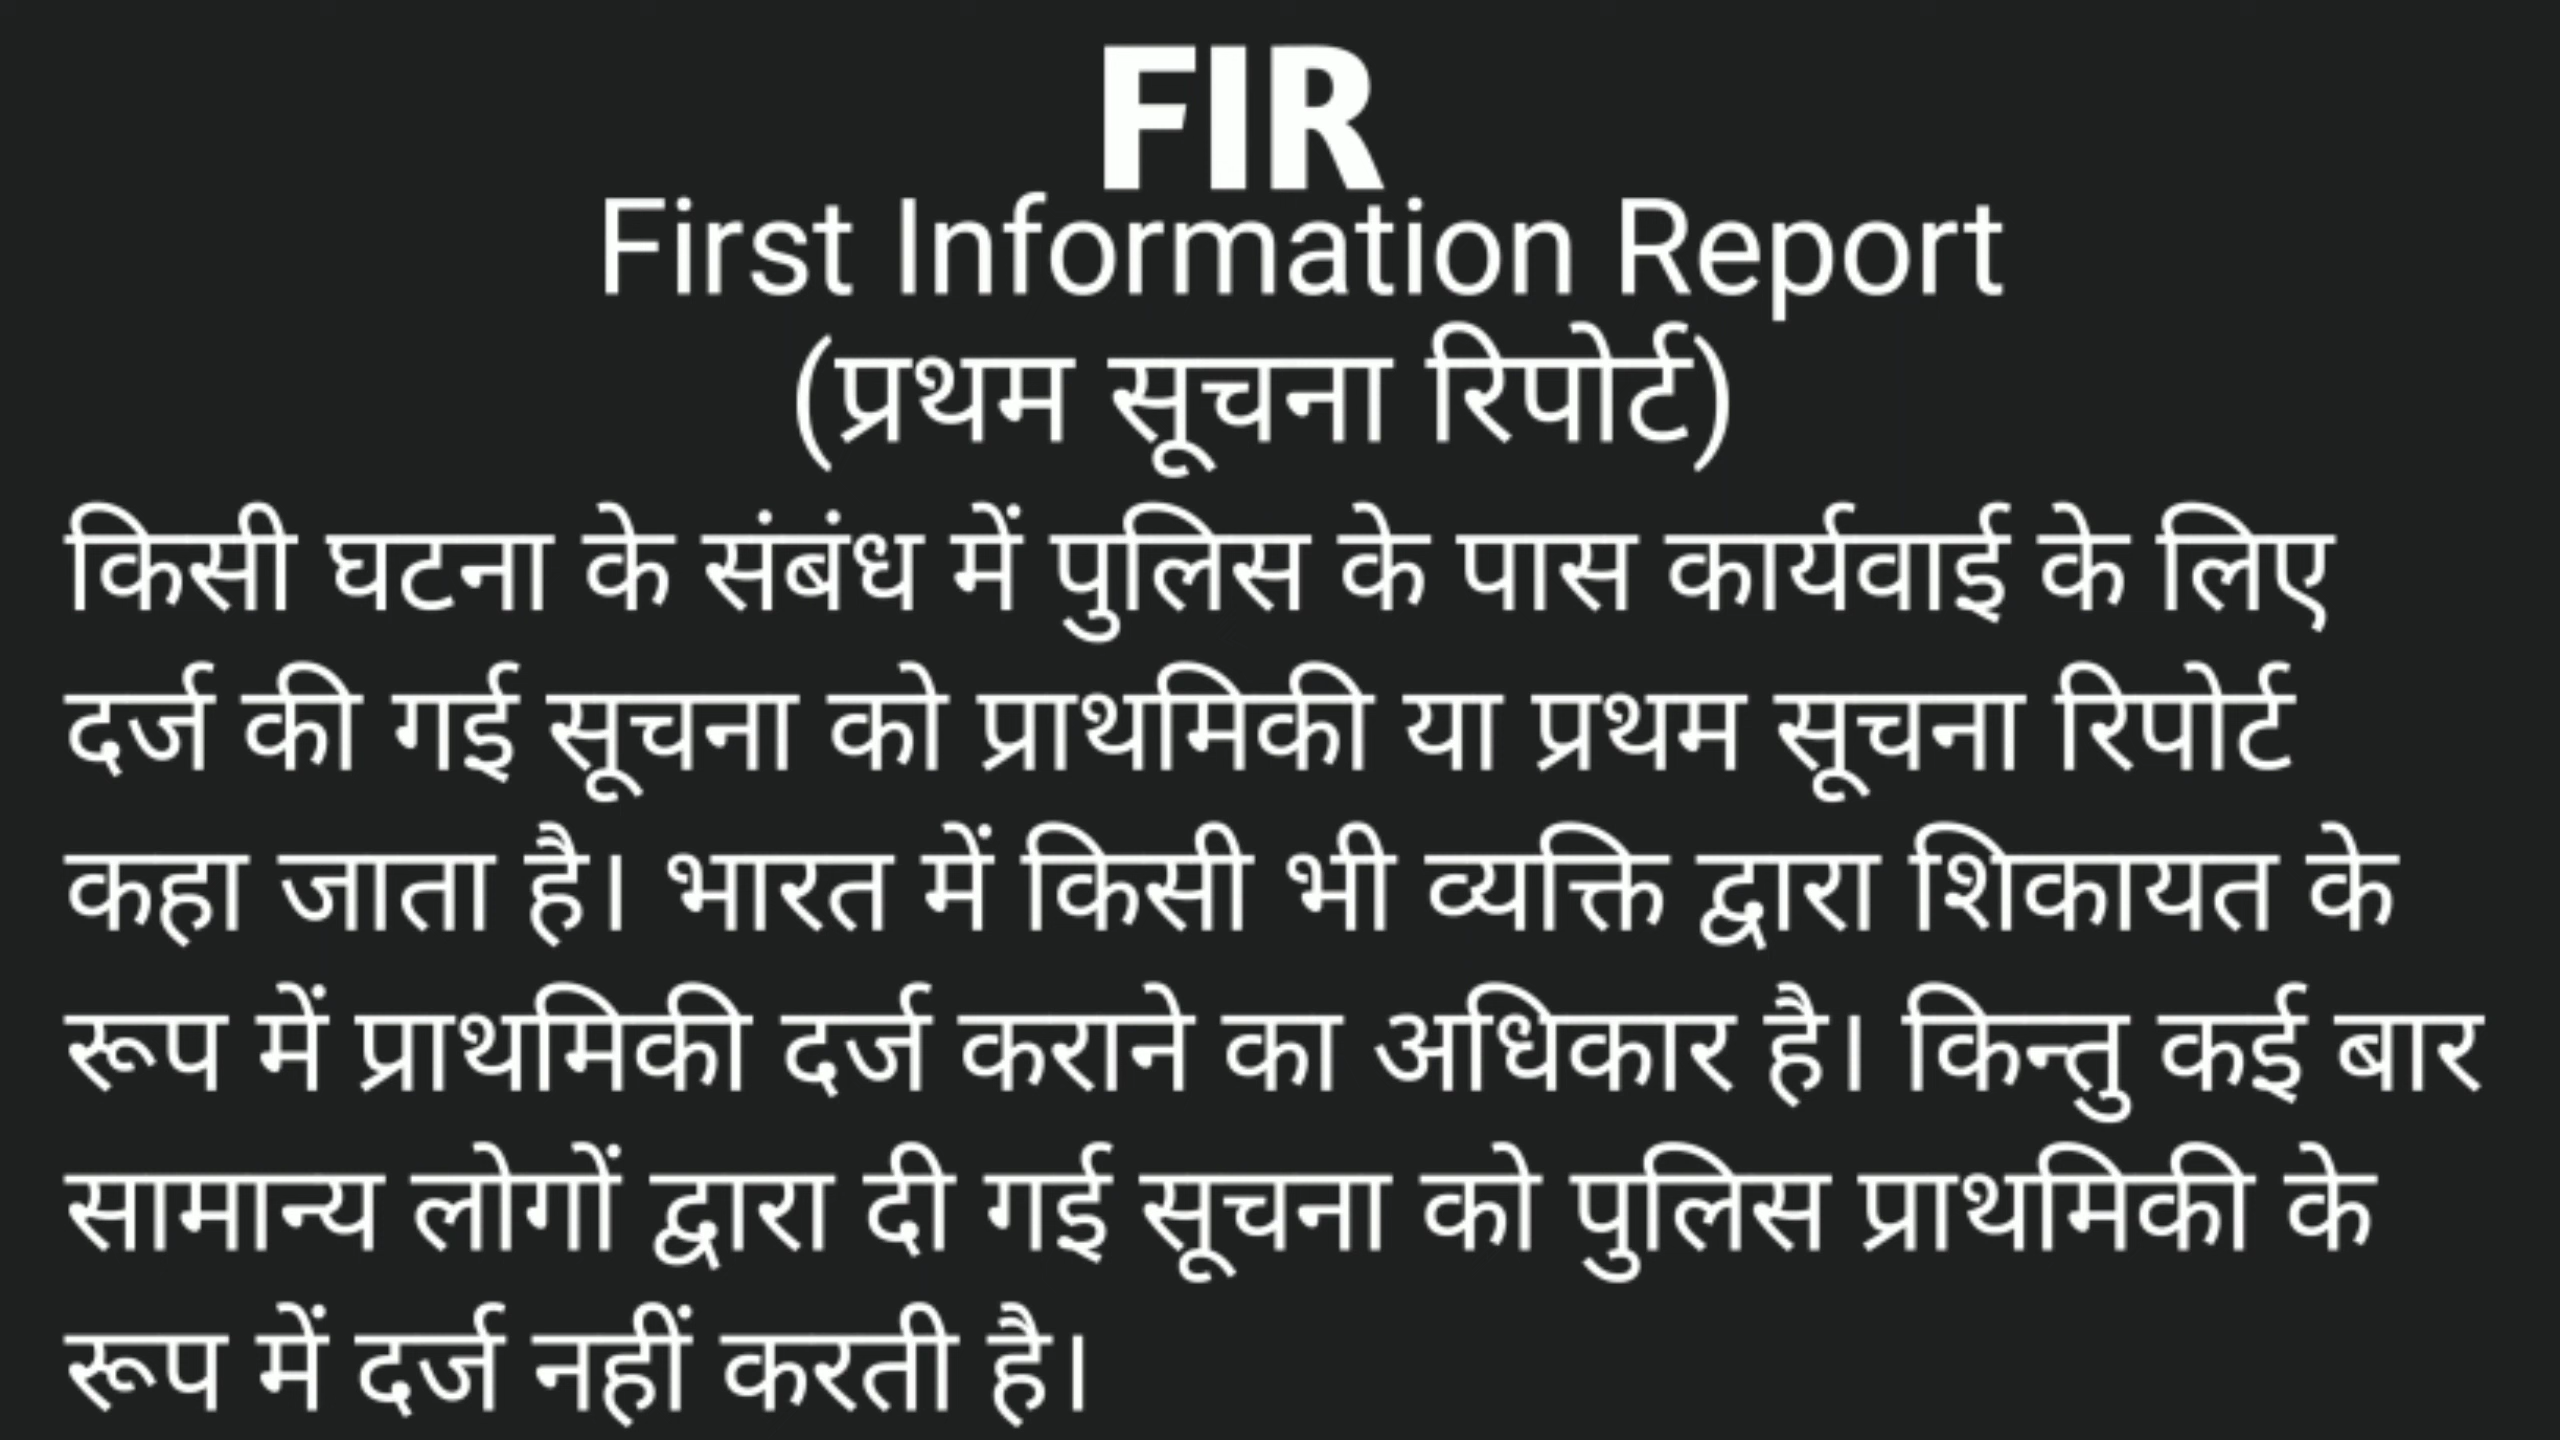 FIR
First Information Report
(प्रथम सूचना रिपोर्ट)
किसी घटना के संबंध में पुलिस के पास कार्यवाई के लिए
दर्ज की गई सूचना को प्राथमिकी या प्रथम सूचना रिपोर्ट
कहा जाता है। भारत में किसी भी व्यक्ति द्वारा शिकायत के
रूप में प्राथमिकी दर्ज कराने का अधिकार है। किन्तु कई बार
सामान्य लोगों द्वारा दी गई सूचना को पुलिस प्राथमिकी के
रूप में दर्ज नहीं करती है।